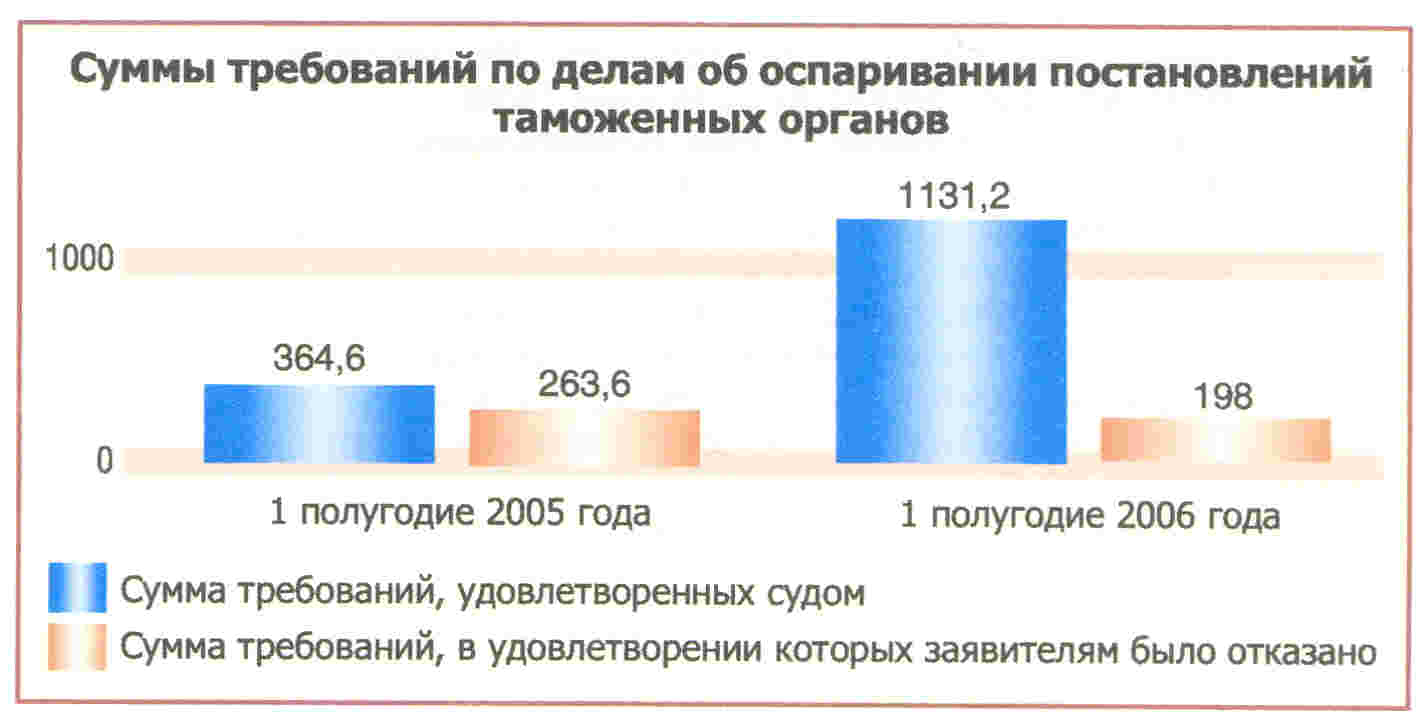 Суммы требований по делам об оспаривании постановлений
таможенных органов
1131,2
1000
364,6
263,6
198
0
1 полугодие 2005 года
1 полугодие 2006 года
Сумма требований, удовлетворенных судом
Сумма требований, в удовлетворении которых заявителям было отказано